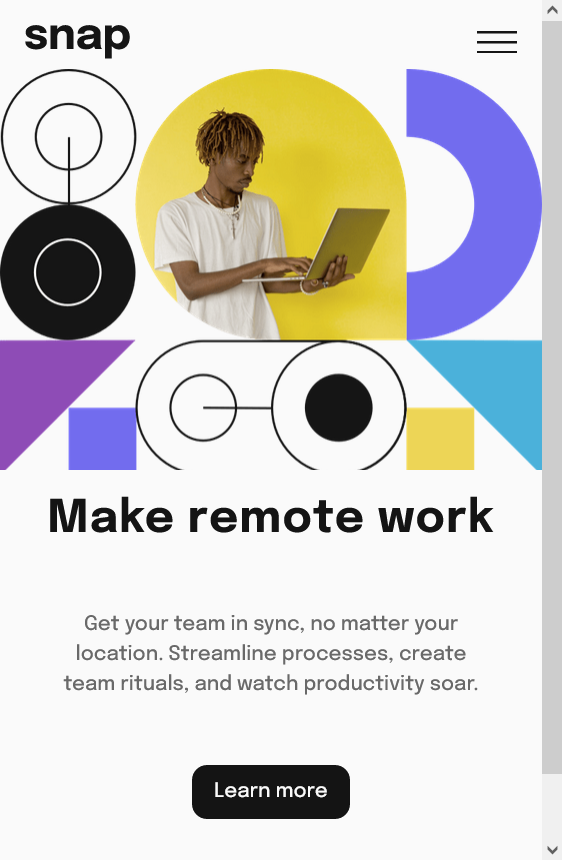 snap
Make remote work
Get your team in sync, no matter your
location. Streamline processes, create
team rituals, and watch productivity soar.
Learn more